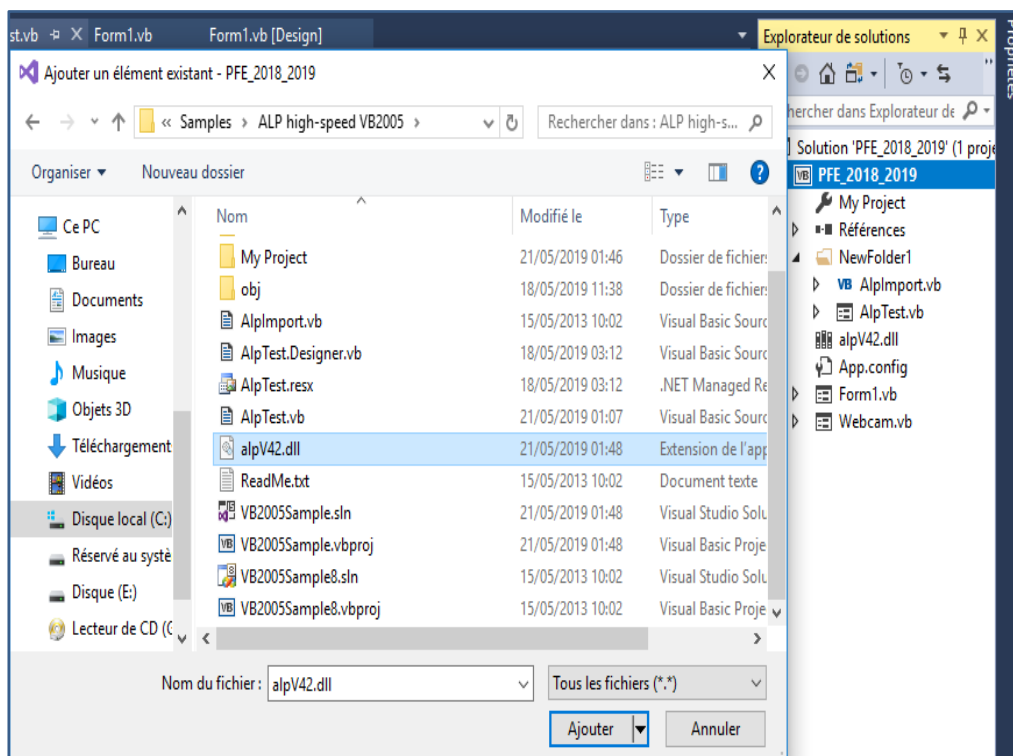 st.vb Form1.vb Form1.vb [Design]
Explorateur de solutions
Propriétés
Ajouter un élément existant - PFE_2018_2019
« Samples > ALP high-speed VB2005 >
Rechercher dans : ALP high-s...
Organiser Nouveau dossier
Nom Modifié le Type
Ce PC
Bureau
Documents
Images
Musique
Objets 3D
Téléchargement
Vidéos
Disque local (C:)
Réservé au systè
Disque (E:)
Lecteur de CD (G
My Project 21/05/2019 01:46 Dossier de fichiers
obj 18/05/2019 11:38 Dossier de fichiers
AlpImport.vb 15/05/2013 10:02 Visual Basic Sourc
AlpTest.Designer.vb 18/05/2019 03:12 Visual Basic Sourc
AlpTest.resx 18/05/2019 03:12 .NET Managed Re
AlpTest.vb 21/05/2019 01:07 Visual Basic Sourc
alpV42.dll 21/05/2019 01:48 Extension de l'app
ReadMe.txt 15/05/2013 10:02 Document texte
VB2005Sample.sln 21/05/2019 01:48 Visual Studio Solu
VB2005Sample.vbproj 21/05/2019 01:48 Visual Basic Proje
VB2005Sample8.sln 15/05/2013 10:02 Visual Studio Solu
VB2005Sample8.vbproj 15/05/2013 10:02 Visual Basic Proje
Nom du fichier : alpV42.dll
Tous les fichiers (*.*)
Ajouter Annuler
hercher dans Explorateur de
Solution 'PFE_2018_2019' (1 proje
VB PFE_2018_2019
My Project
Références
NewFolder1
VB AlpImport.vb
AlpTest.vb
alpV42.dll
App.config
Form1.vb
Webcam.vb